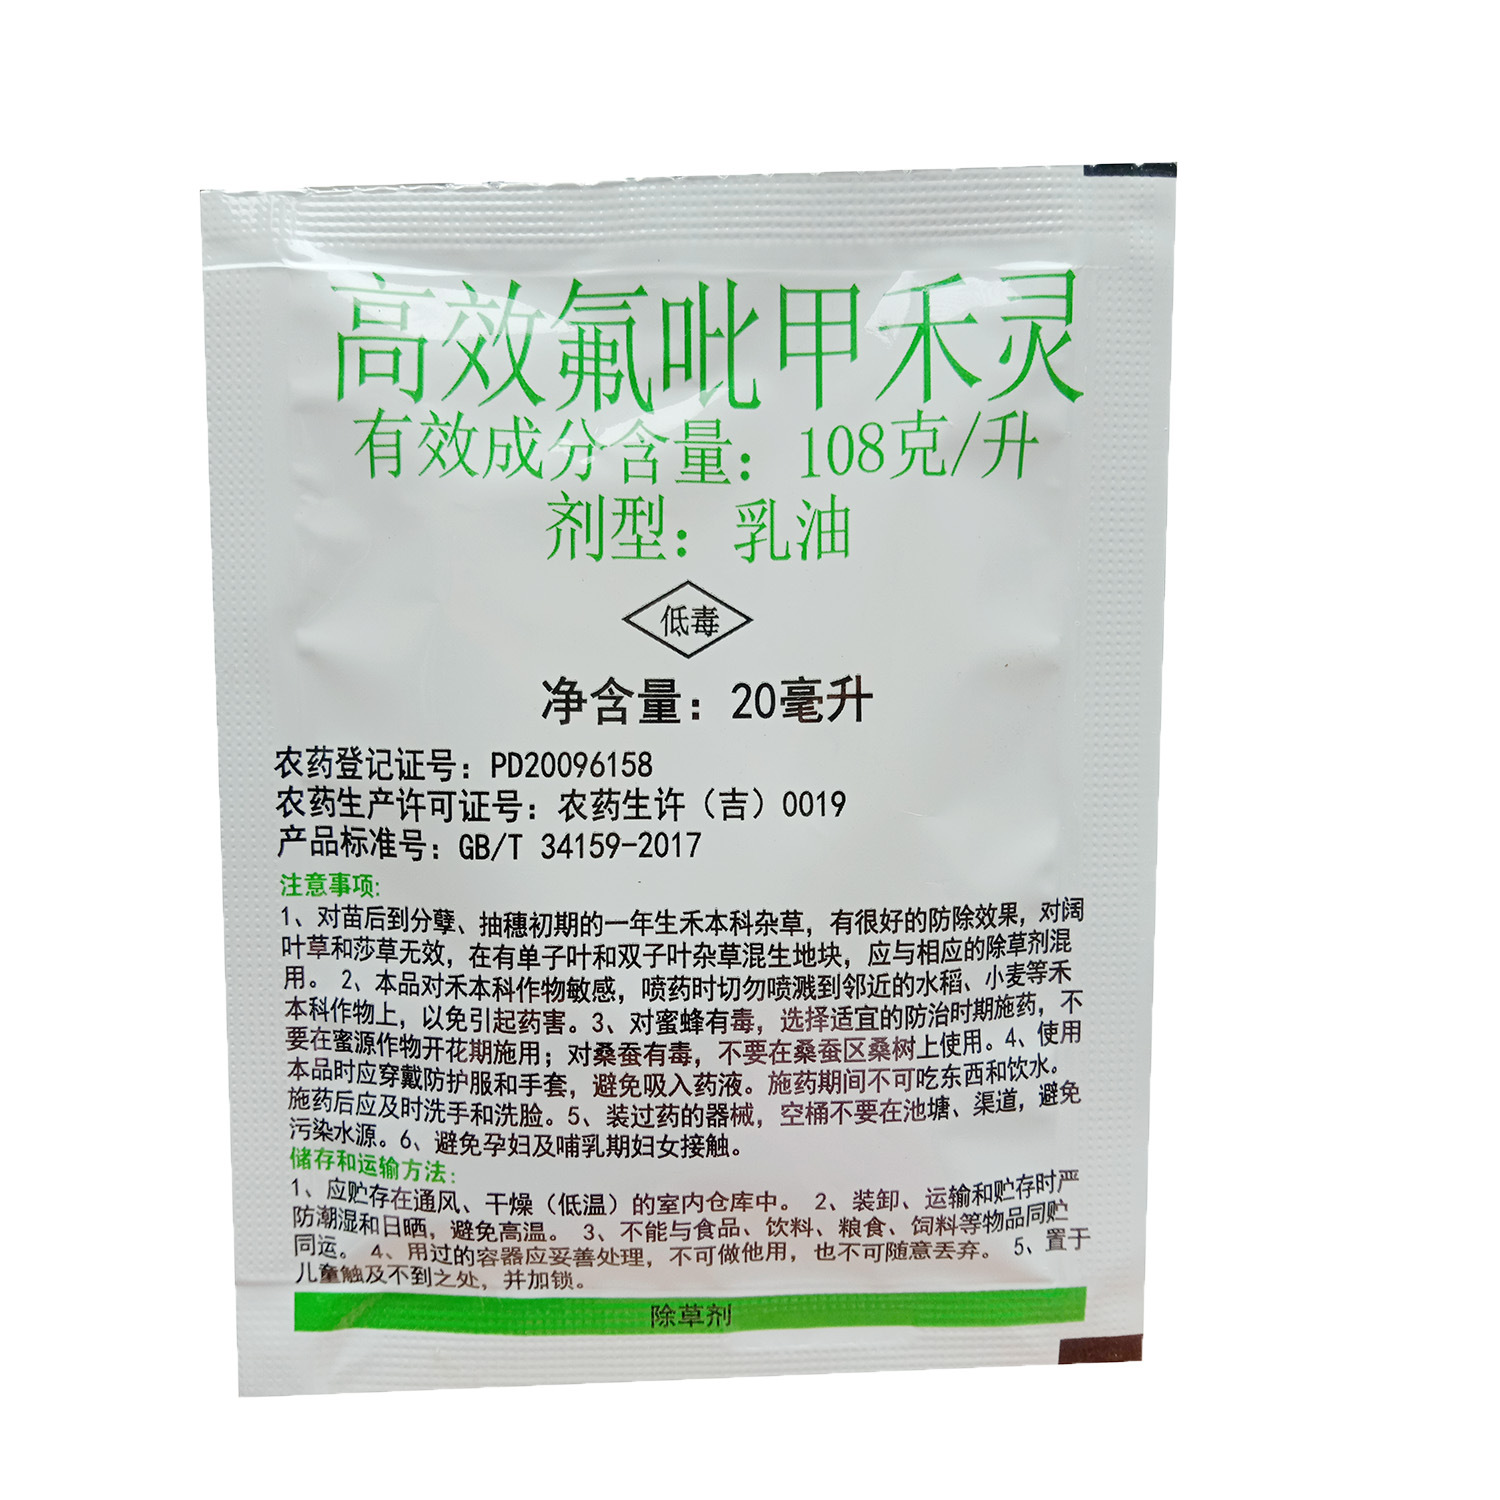 高效氟吡甲禾灵
有效成分含量：108克/升
剂型：乳油
低毒
净含量：20毫升
农药登记证号：PD20096158
农药生产许可证号：农药生许（吉）0019
产品标准号：GB/T 34159-2017
注意事项:
1、对苗后到分孽、抽穗初期的一年生禾本科杂草，有很好的防除效果，对阔
叶草和莎草无效，在有单子叶和双子叶杂草混生地块，应与相应的除草剂混
用。 2、本品对禾本科作物敏感，喷药时切勿喷溅到邻近的水稻、小麦等禾
本科作物上，以免引起药害。3、对蜜蜂有毒，选择适宜的防治时期施药，不
要在蜜源作物开花期施用；对桑蚕有毒，不要在桑蚕区桑树上使用。4、使用
本品时应穿戴防护服和手套，避免吸入药液。施药期间不可吃东西和饮水。
施药后应及时洗手和洗脸。5、装过药的器械，空桶不要在池塘、渠道，避免
污染水源。6、避免孕妇及哺乳期妇女接触。
储存和运输方法：
1、应贮存在通风、干燥（低温）的室内仓库中。 2、装卸、运输和贮存时严
防潮湿和日晒，避免高温。 3、不能与食品、饮料、粮食、饲料等物品同贮
同运。 4、用过的容器应妥善处理，不可做他用，也不可随意丢弃。 5、置于
儿童触及不到之处，并加锁。
除草剂